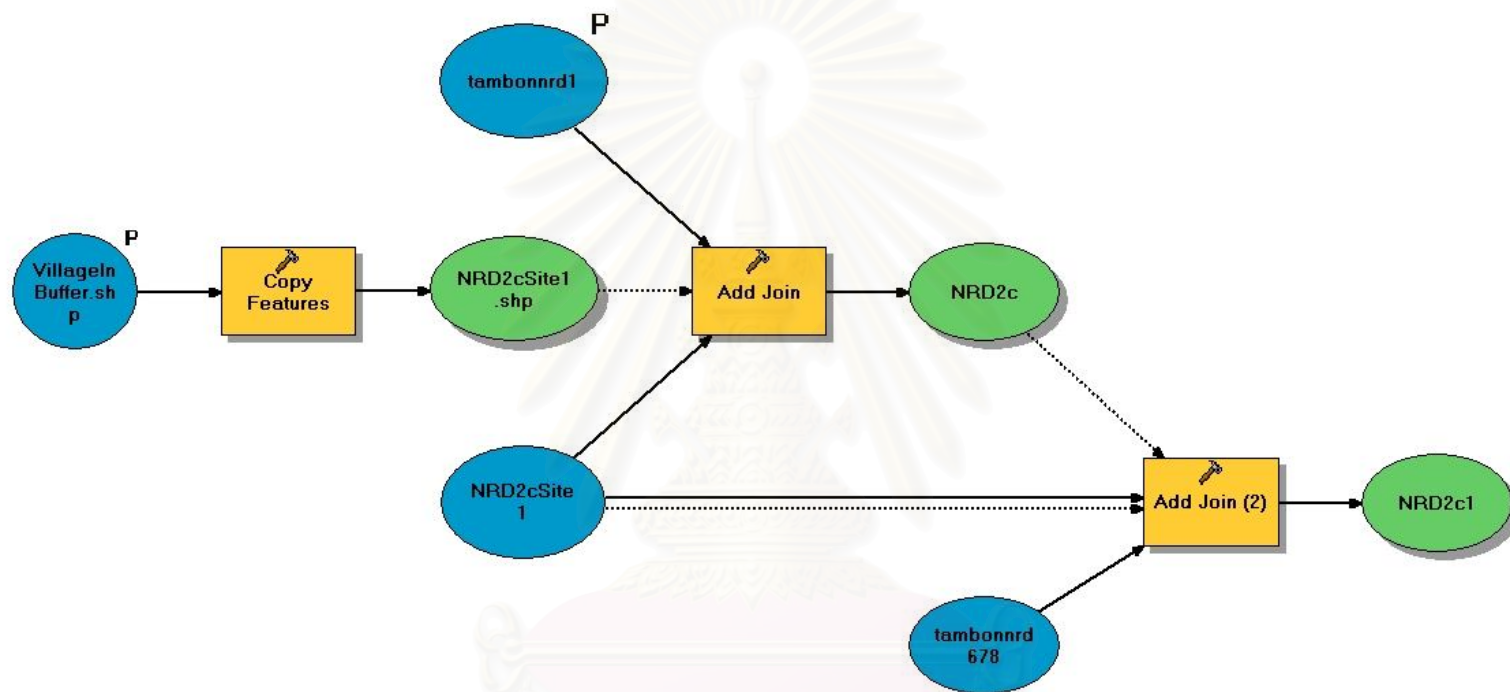 P
tambonnrd1
P
VillageIn
Buffer.sh
p
Copy
Features
NRD2cSite1
.shp
Add Join
NRD2c
NRD2cSite
1
Add Join (2)
NRD2c1
tambonnrd
678